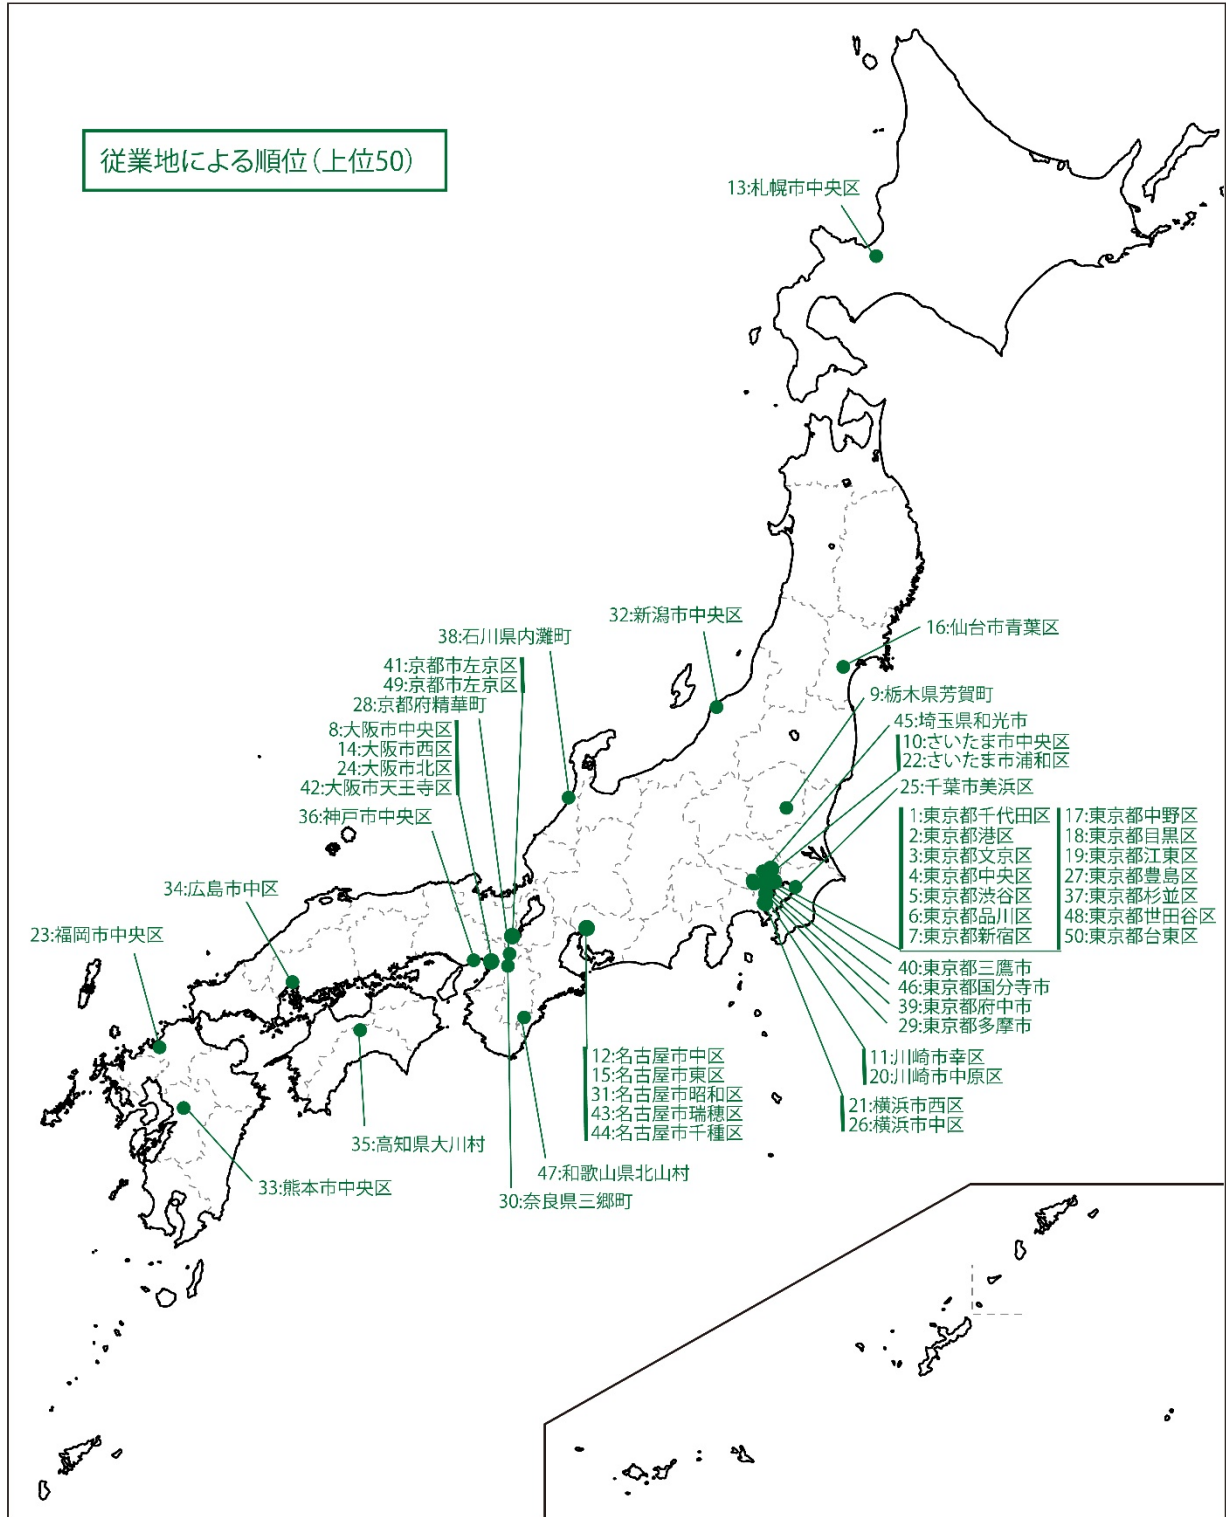 従業地による順位（上位50）
13:札幌市中央区
32:新潟市中央区
16:仙台市青葉区
38:石川県内灘町
41:京都市左京区
49:京都市左京区
28:京都府精華町
8:大阪市中央区
14:大阪市西区
24:大阪市北区
42:大阪市天王寺区
36:神戸市中央区
34:広島市中区
23:福岡市中央区
9:栃木県芳賀町
45:埼玉県和光市
10:さいたま市中央区
22:さいたま市浦和区
25:千葉市美浜区
1:東京都千代田区
2:東京都港区
3:東京都文京区
4:東京都中央区
5:東京都渋谷区
6:東京都品川区
7:東京都新宿区
17:東京都中野区
18:東京都目黒区
19:東京都江東区
27:東京都豊島区
37:東京都杉並区
48:東京都世田谷区
50:東京都台東区
40:東京都三鷹市
46:東京都国分寺市
39:東京都府中市
29:東京都多摩市
11:川崎市幸区
20:川崎市中原区
21:横浜市西区
26:横浜市中区
12:名古屋市中区
15:名古屋市東区
31:名古屋市昭和区
43:名古屋市瑞穂区
44:名古屋市千種区
35:高知県大川村
47:和歌山県北山村
33:熊本市中央区
30:奈良県三郷町